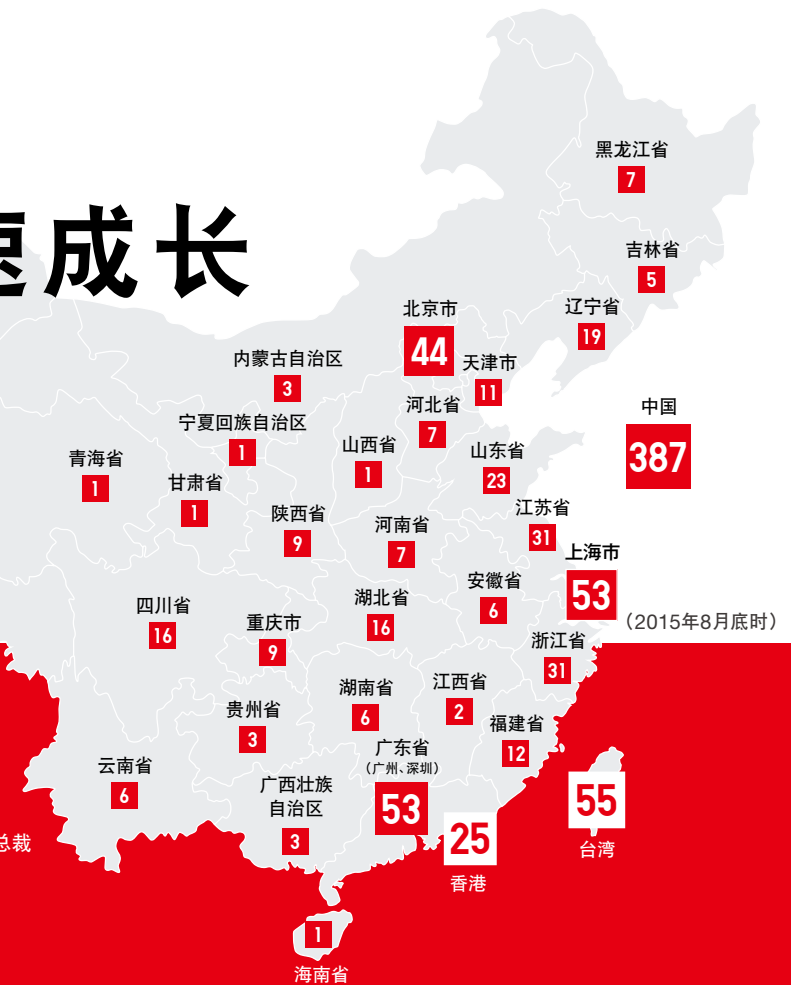 速成长
黑龙江省
7
吉林省
5
辽宁省
19
北京市
44
天津市
11
内蒙古自治区
3
河北省
7
中国
387
宁夏回族自治区
1
山西省
1
山东省
23
青海省
1
甘肃省
1
陕西省
9
河南省
7
江苏省
31
上海市
53
(2015年8月底时)
安徽省
6
湖北省
16
四川省
16
重庆市
9
浙江省
31
江西省
2
湖南省
6
贵州省
3
福建省
12
广东省
(广州、深圳)
53
云南省
6
广西壮族
自治区
3
55
台湾
25
香港
总裁
1
海南省